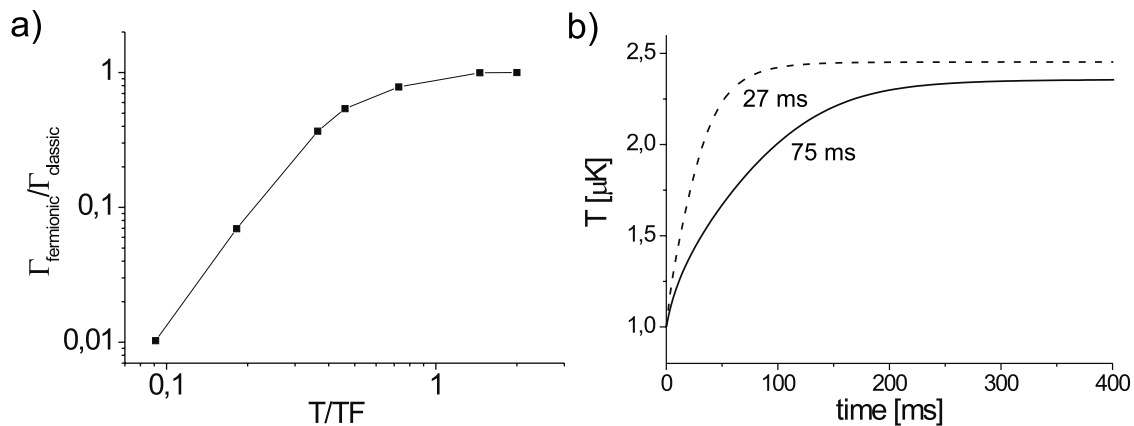 a)
Γfermionic/Γclassic
1
0,1
0,01
0,1
1
T/TF
b)
T [μK]
2,5
2,0
1,5
1,0
27 ms
75 ms
0
100
200
300
400
time [ms]